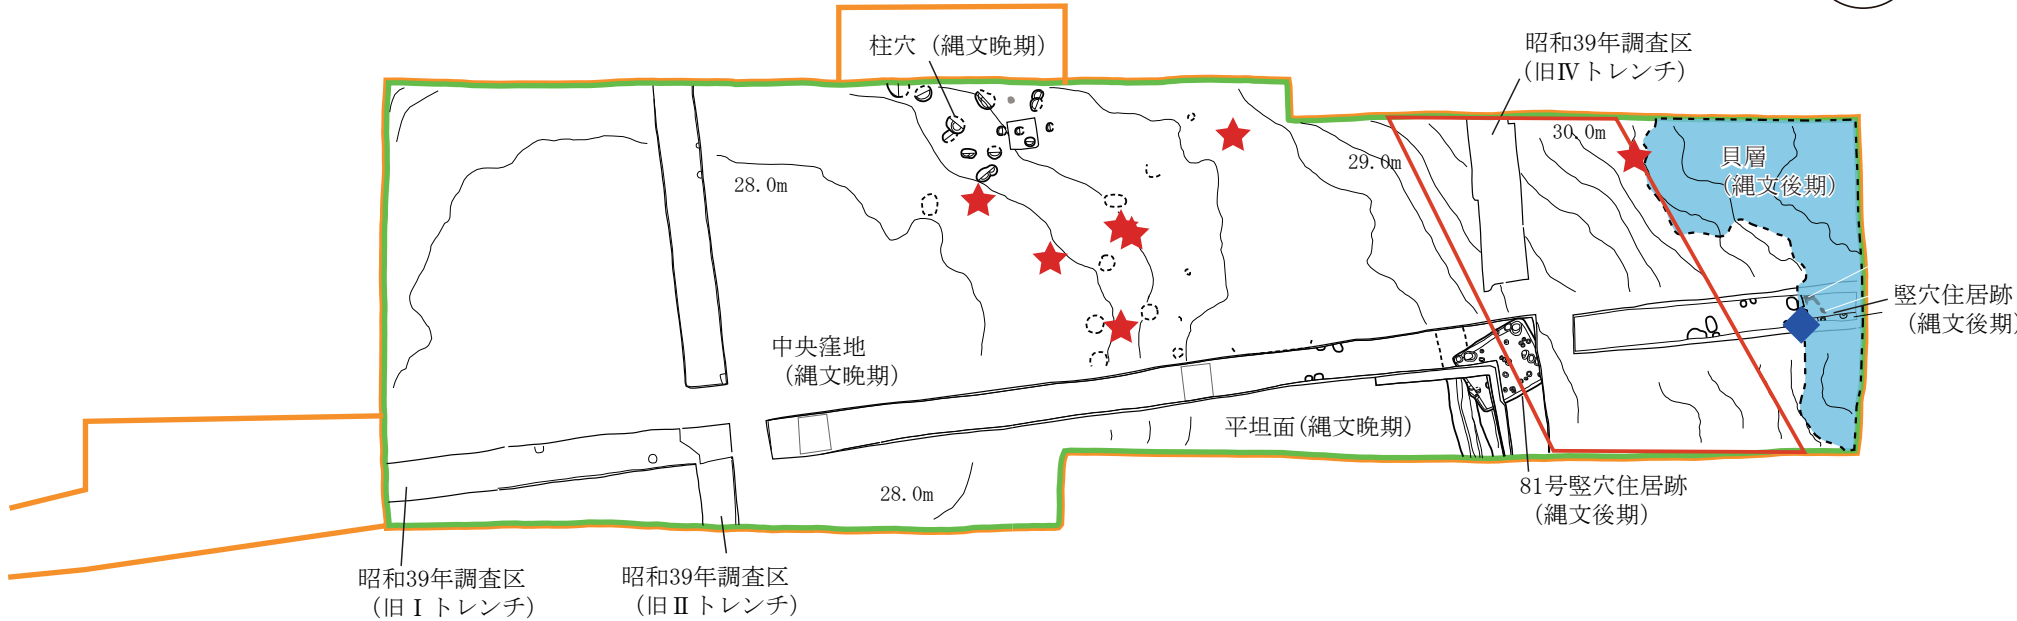 柱穴（縄文晩期）
昭和39年調査区
（旧Ⅳトレンチ）
30.0m
29.0m
貝層
（縄文後期）
28.0m
竪穴住居跡
（縄文後期）
中央窪地
（縄文晩期）
平坦面(縄文晩期）
28.0m
81号竪穴住居跡
（縄文後期）
昭和39年調査区
（旧Ⅰトレンチ）
昭和39年調査区
（旧Ⅱトレンチ）